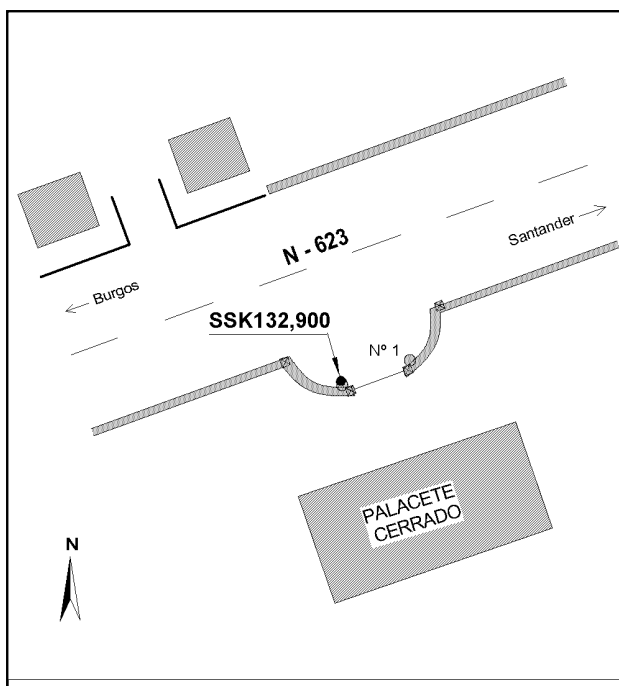 N - 623
Santander
Burgos
SSK132,900
Nº 1
PALACETE
CERRADO
N